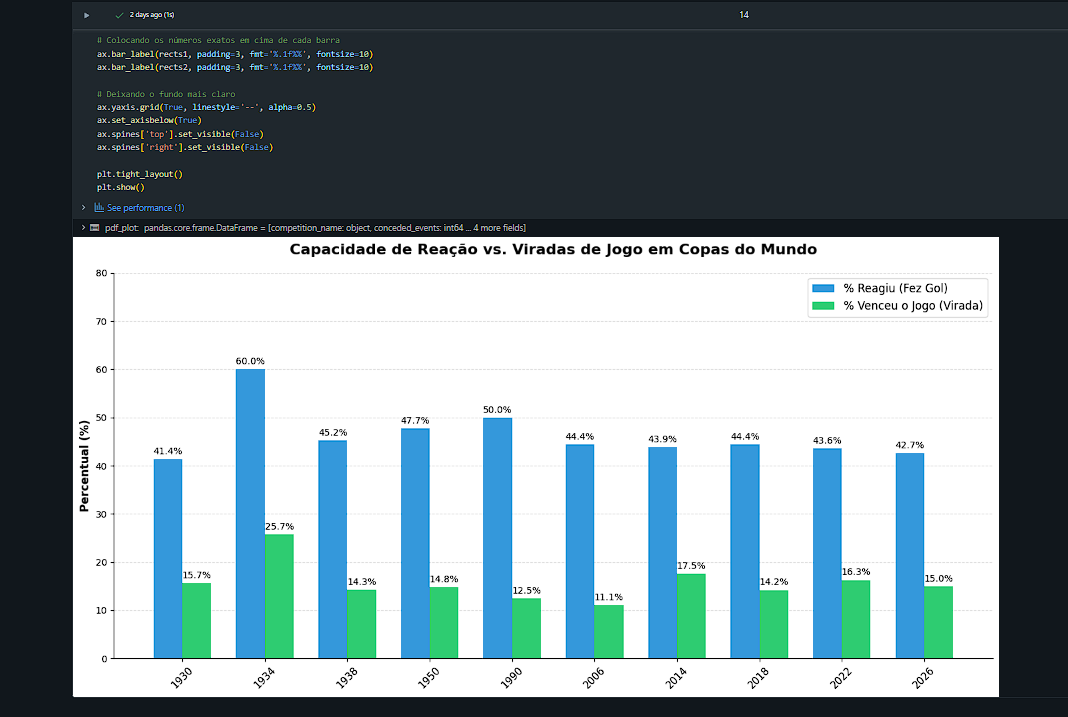 2 days ago (1s)
14
# Colocando os números exatos em cima de cada barra
ax.bar_label(rects1, padding=3, fmt='%.1f%%', fontsize=10)
ax.bar_label(rects2, padding=3, fmt='%.1f%%', fontsize=10)
# Deixando o fundo mais claro
ax.yaxis.grid(True, linestyle='--', alpha=0.5)
ax.set_axisbelow(True)
ax.spines['top'].set_visible(False)
ax.spines['right'].set_visible(False)
plt.tight_layout()
plt.show()
See performance (1)
pdf_plot: pandas.core.frame.DataFrame = [competition_name: object, conceded_events: int64 ... 4 more fields]
Capacidade de Reação vs. Viradas de Jogo em Copas do Mundo
% Reagiu (Fez Gol)
% Venceu o Jogo (Virada)
Percentual (%)
80
70
60
50
40
30
20
10
0
41.4%
15.7%
60.0%
25.7%
45.2%
14.3%
47.7%
14.8%
50.0%
12.5%
44.4%
11.1%
43.9%
17.5%
44.4%
14.2%
43.6%
16.3%
42.7%
15.0%
1930
1934
1938
1950
1990
2006
2014
2018
2022
2026